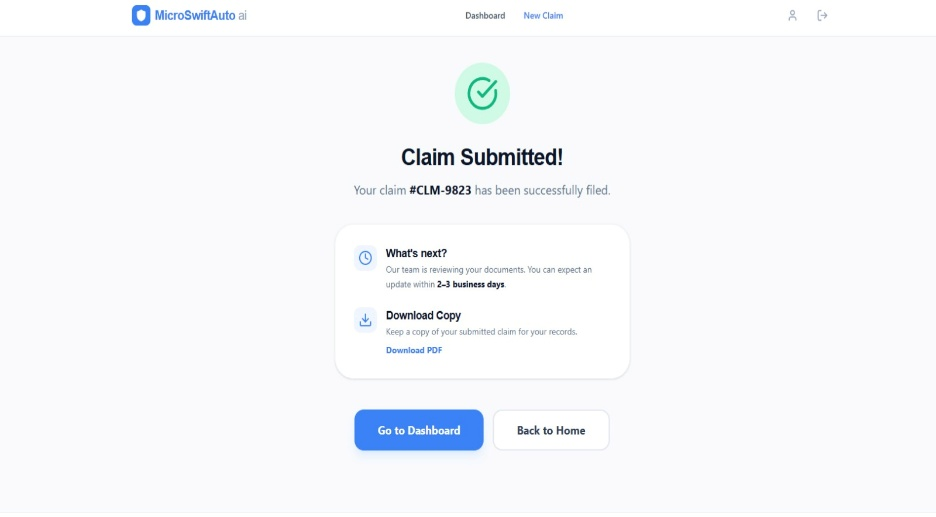 MicroSwiftAuto ai
Dashboard
New Claim
Claim Submitted!
Your claim #CLM-9823 has been successfully filed.
What's next?
Our team is reviewing your documents. You can expect an
update within 2–3 business days.
Download Copy
Keep a copy of your submitted claim for your records.
Download PDF
Go to Dashboard
Back to Home